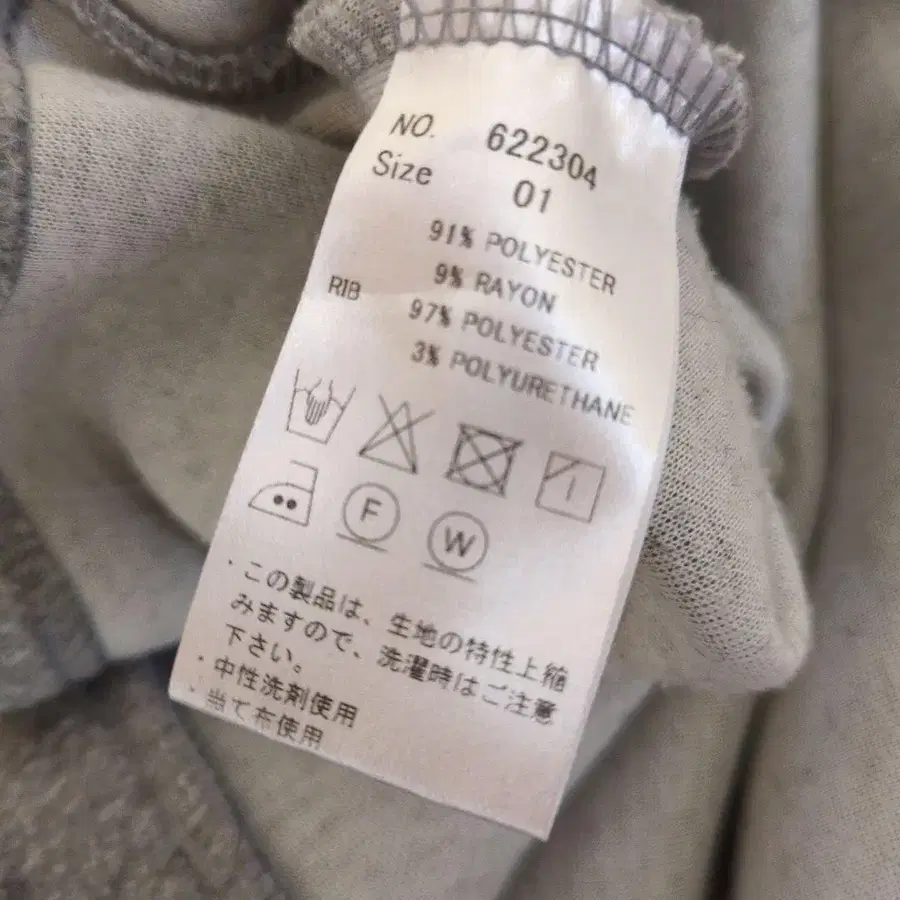 NO. 622304
Size 01
91% POLYESTER
9% RAYON
RIB 97% POLYESTER
3% POLYURETHANE
F W
・この製品は、生地の特性上縮
みますので、洗濯時はご注意
下さい。
・中性洗剤使用
・当て布使用